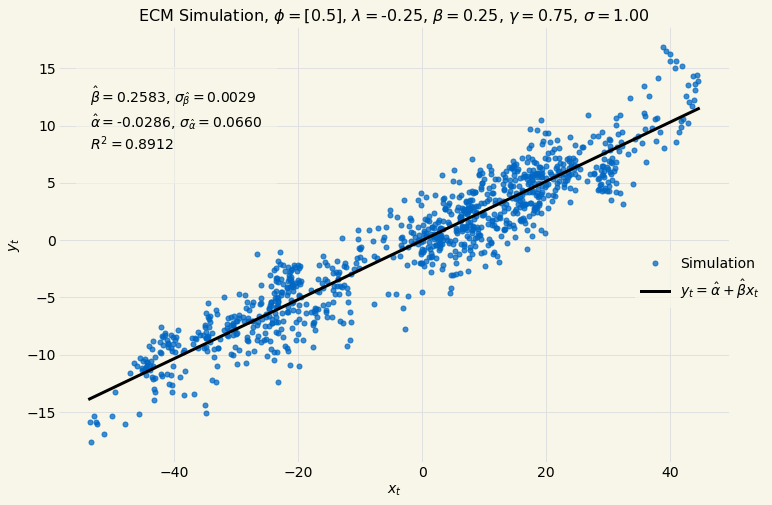 ECM Simulation, ϕ = [0.5], λ = -0.25, β = 0.25, γ = 0.75, σ = 1.00
β̂ = 0.2583, σ_β̂ = 0.0029
α̂ = -0.0286, σ_α̂ = 0.0660
R² = 0.8912
15
10
5
0
−5
−10
−15
y_t
Simulation
y_t = α̂ + β̂x_t
−40 −20 0 20 40
x_t